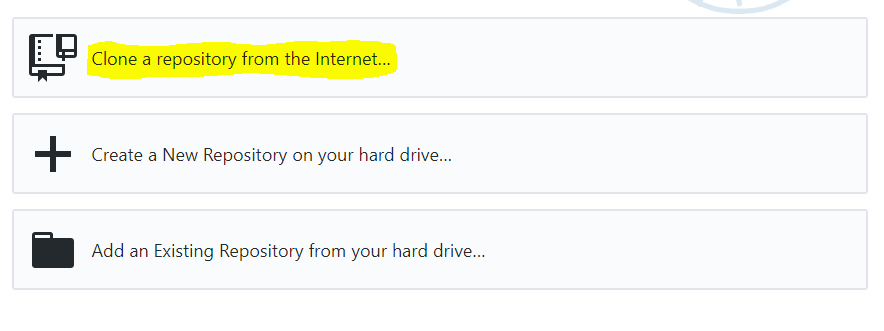 Clone a repository from the Internet...
Create a New Repository on your hard drive...
Add an Existing Repository from your hard drive...